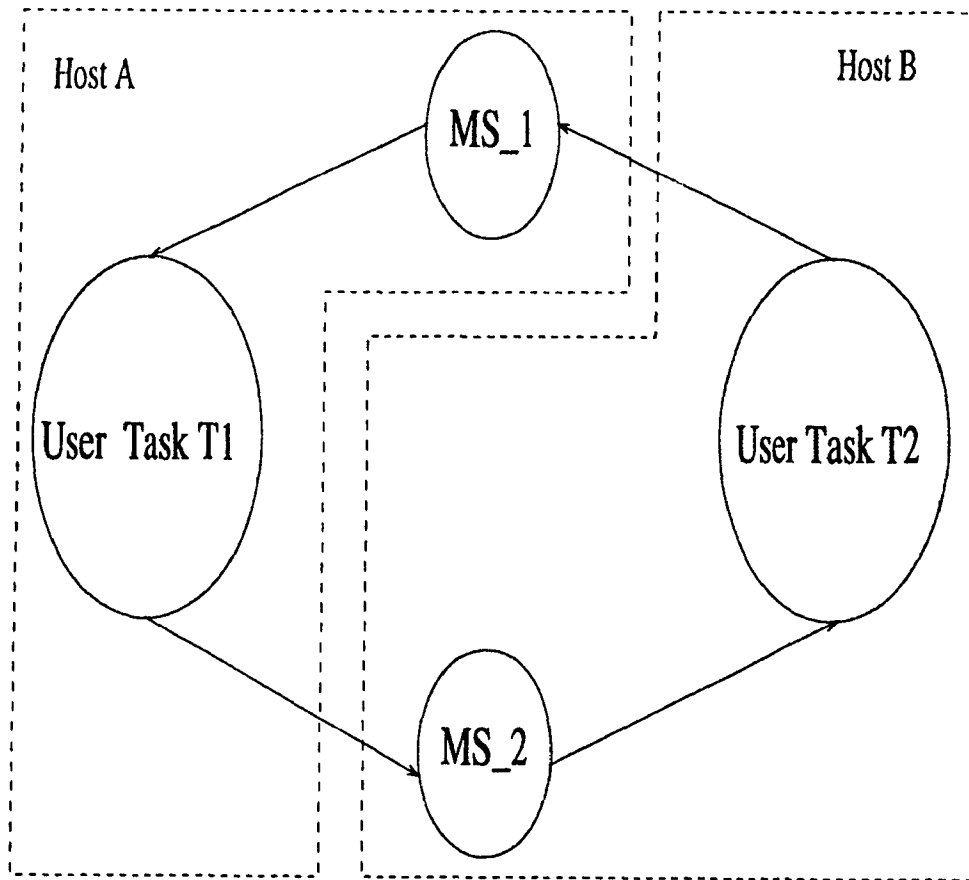 Host A
Host B
MS_1
User Task T1
User Task T2
MS_2